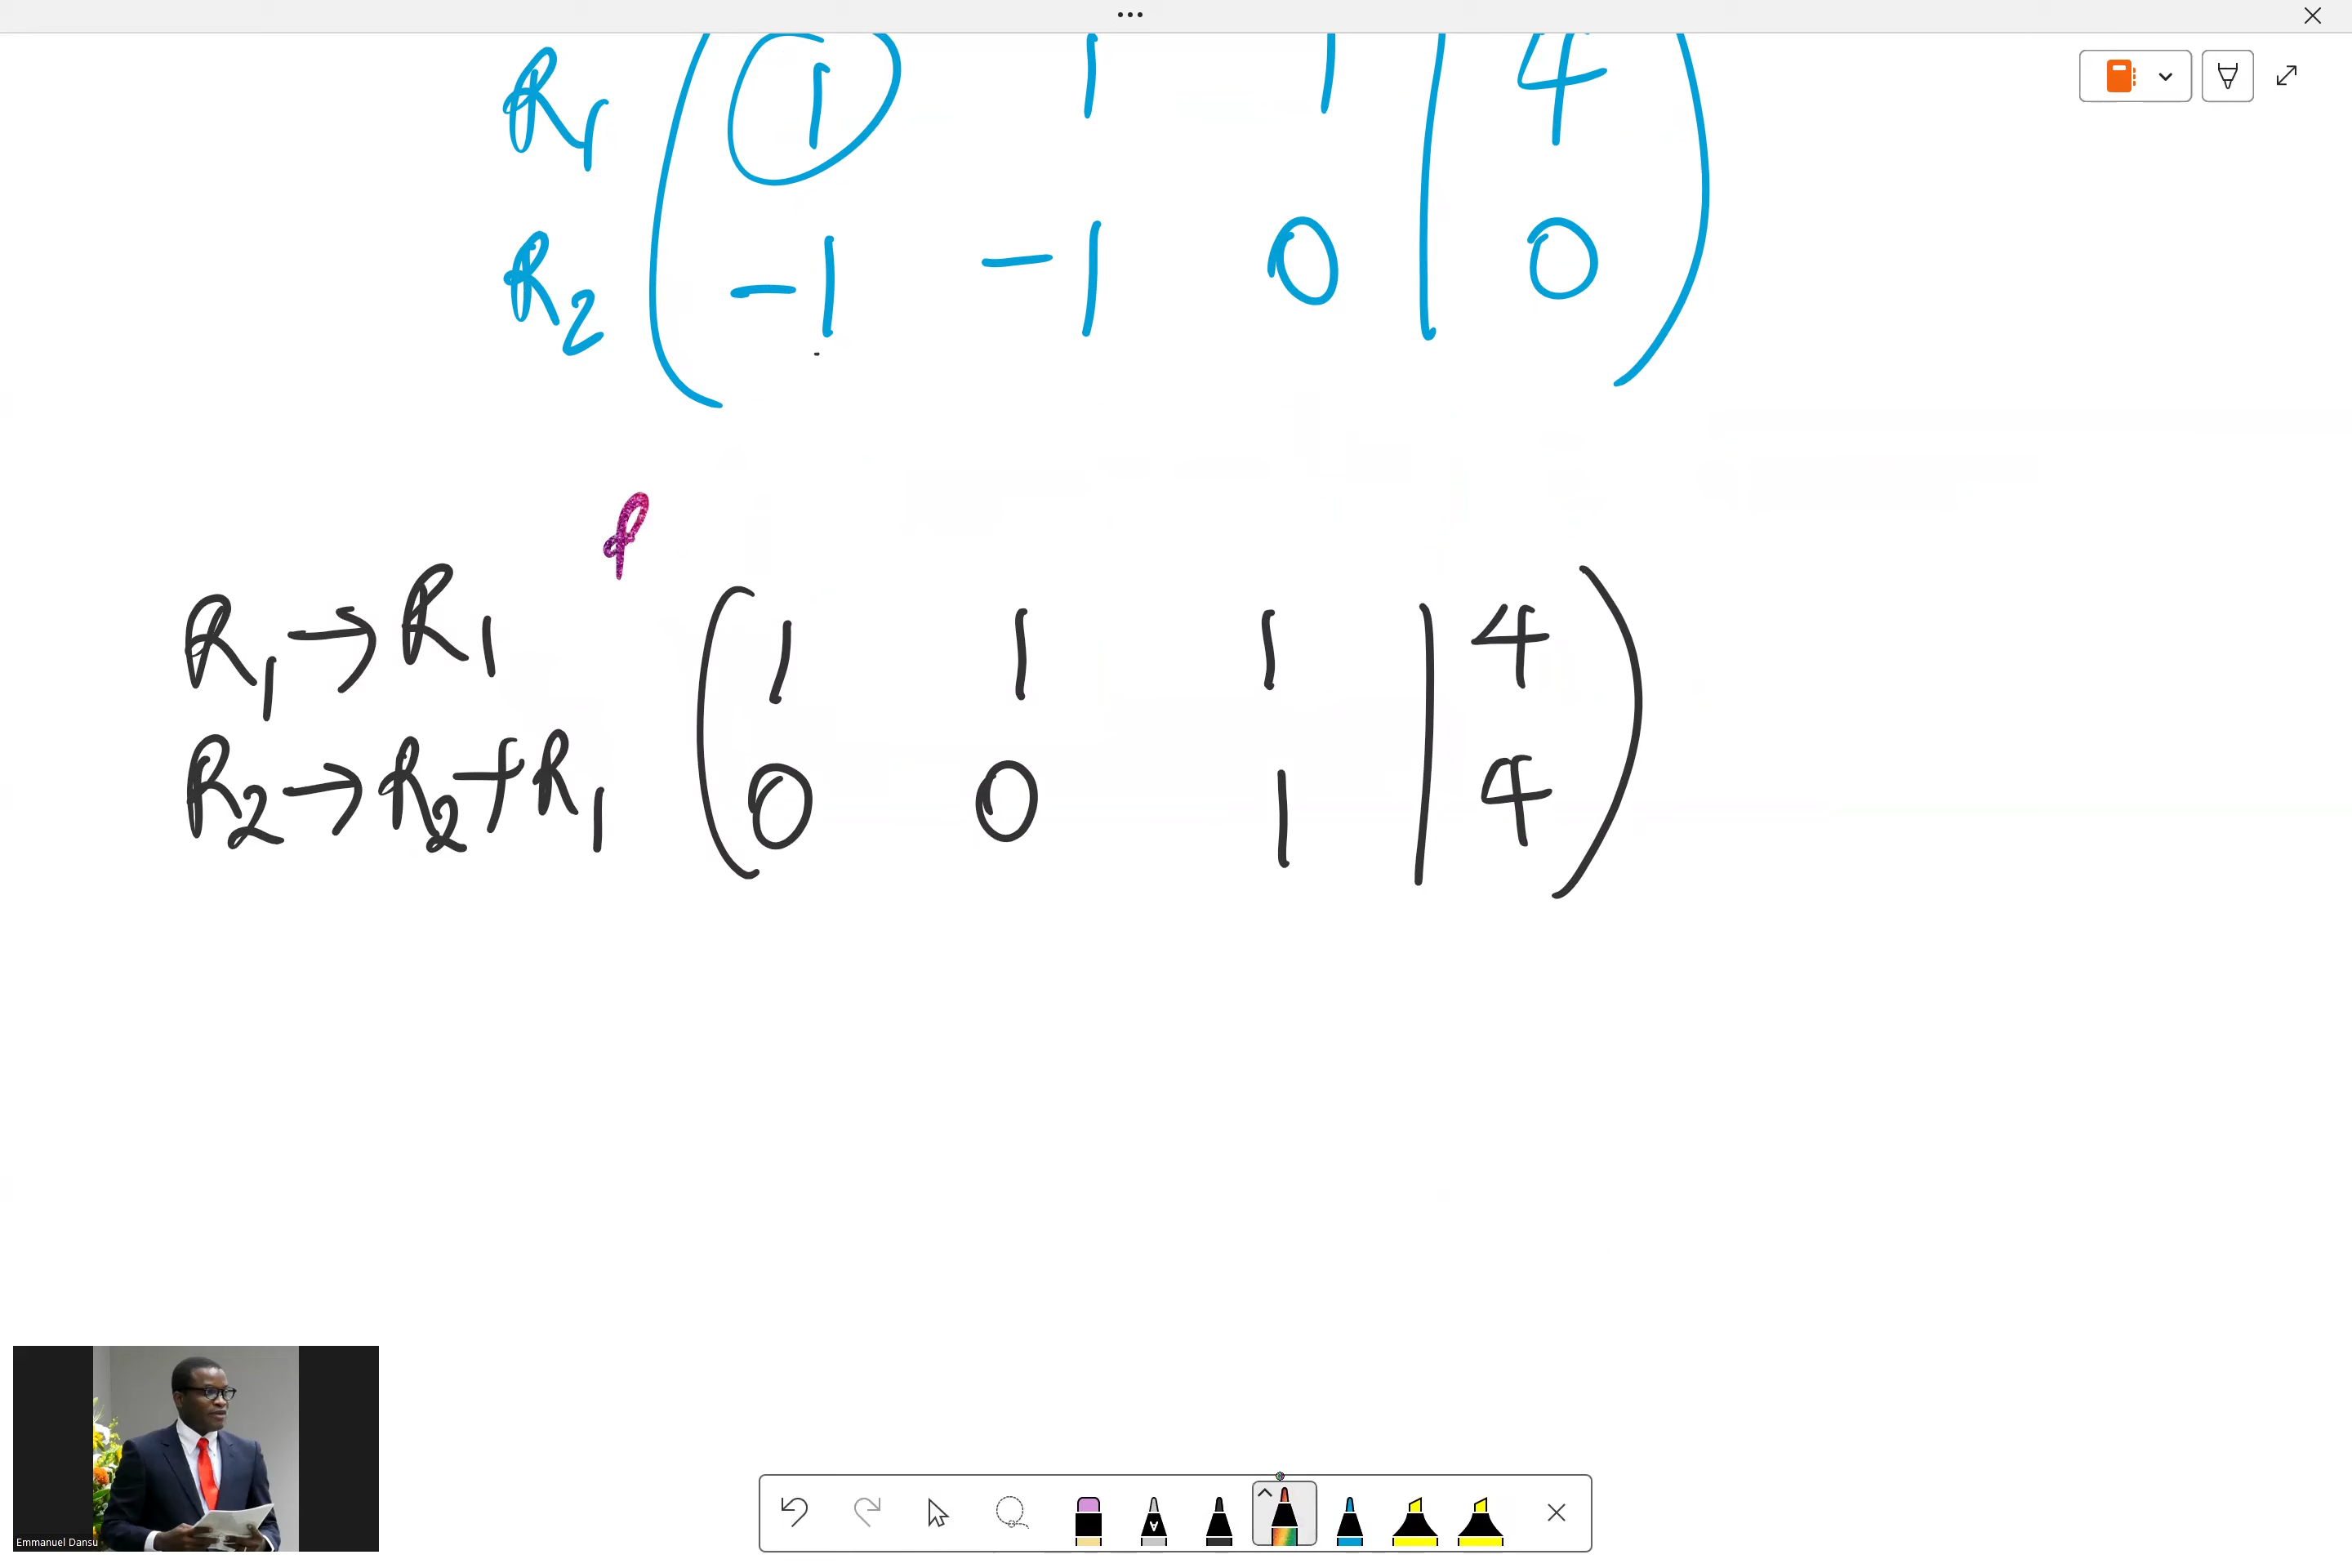 R1 ( 1 1 1 | 4 )
R2 ( -1 -1 0 | 0 )
R1 → R1 ( 1 1 1 | 4 )
R2 → R2 + R1 ( 0 0 1 | 4 )
Emmanuel Dansu